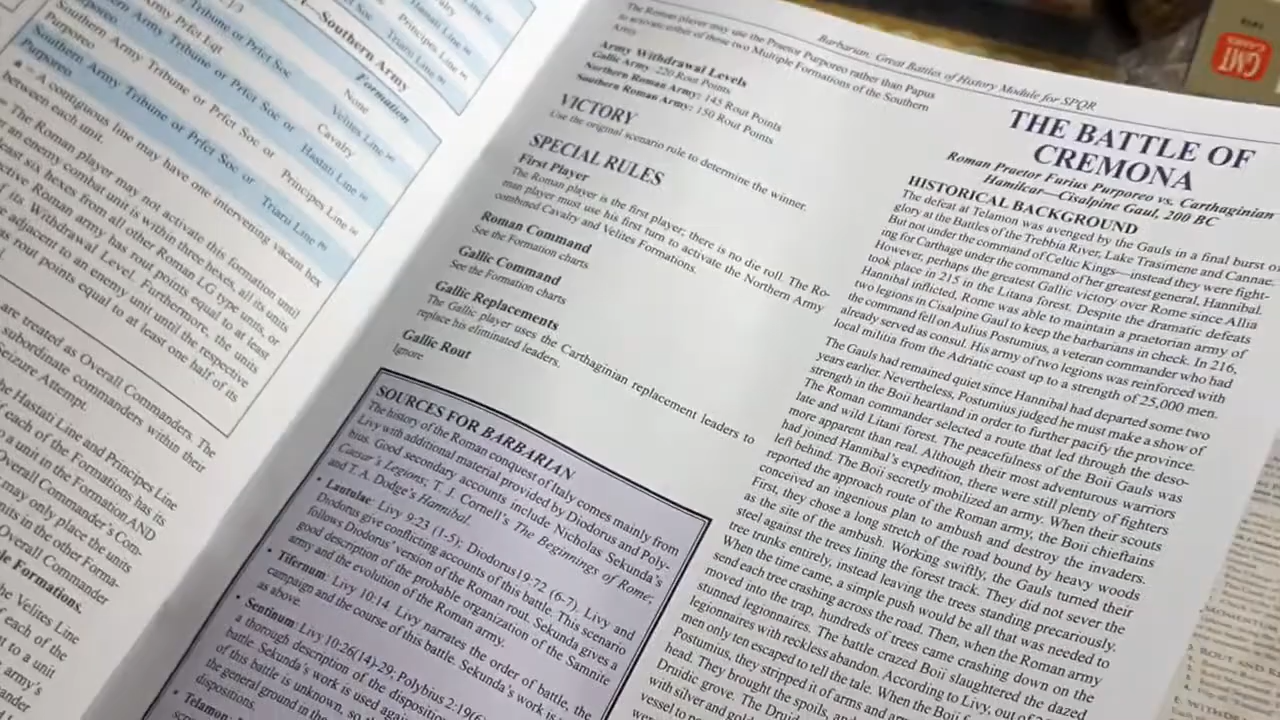 Tribune or Prfct Soc
Army Prfct Lgt
Hastati Line
Principes Line
Triarii Line
Southern Army
Formation
Southern Army Tribune or Prfct Soc None
Purporeo
Southern Army Tribune or Prfct Soc or Velites Line or Cavalry
Purporeo
Southern Army Tribune or Prfct Soc or Hastati Line
Purporeo
Principes Line
Southern Army Tribune or Prfct Soc or Triarii Line
a = A contiguous line may have one intervening vacant hex
between each unit.
The Roman player may not activate this formation until
an enemy combat unit is within three hexes, all its units
least six hexes from all other Roman LG type units, or
ctive Roman army has rout points equal to at least
of its Withdrawal Level. Furthermore, the unit
e adjacent to an enemy unit until the respective
rout points equal to at least one half of its
are treated as Overall Commanders. The
subordinate commanders within their
Seize Attempt.
he Hastati Line and Principes Line
f each of the Formations has its
o a unit in the Formation AND
Overall Commander's Com-
may only place the units
nits in the other Forma-
Overall Commander
le Formations.
he Velites Line
f each of the
to a unit
army's
nder
Barbarian, Great Battles of History Module for SPQR
The Roman player may use the Praetor Purporeo rather than Papus
to activate either of these two Multiple Formations of the Southern
Army
Army Withdrawal Levels
Gallic Army: 220 Rout Points
Northern Roman Army: 145 Rout Points
Southern Roman Army: 150 Rout Points
VICTORY
Use the original scenario rule to determine the winner.
SPECIAL RULES
First Player
The Roman player is the first player; there is no die roll. The Ro-
man player must use his first turn to activate the Northern Army
combined Cavalry and Velites Formations.
Roman Command
See the Formation charts
Gallic Command
See the Formation charts
Gallic Replacements
The Gallic player uses the Carthaginian replacement leaders to
replace his eliminated leaders.
Gallic Rout
Ignore
SOURCES FOR BARBARIAN
The history of the Roman conquest of Italy comes mainly from
Livy with additional material provided by Diodorus and Poly-
bius. Good secondary accounts include Nicholas Sekunda's
Caesar's Legions; T. J. Cornell's The Beginnings of Rome;
and T. A. Dodge's Hannibal.
• Lautulae: Livy 9:23 (1-5); Diodorus 19:72 (6-7). Livy and
Diodorus give conflicting accounts of this battle. This scenario
follows Diodorus' version of the Roman rout. Sekunda gives a
good description of the probable organization of the Samnite
army and the evolution of the Roman army.
• Tifernum: Livy 10:14. Livy narrates the order of battle, the
campaign and the course of this battle. Sekunda's work is
as above.
• Sentinum: Livy 10:26(14)-29; Polybius 2:19(6)
a thorough description of the disposition
battle. Sekunda's work is used again
of this battle is unknown, so
the general ground in the
dispositions.
• Telamon:
THE BATTLE OF
CREMONA
Roman Praetor Furius Purporeo vs. Carthaginian
Hamilcar—Cisalpine Gaul, 200 BC
HISTORICAL BACKGROUND
The defeat at Telamon was avenged by the Gauls in a final burst of
glory at the Battles of the Trebbia River, Lake Trasimene and Cannae.
But not under the command of Celtic Kings—instead they were fight-
ing for Carthage under the command of her greatest general, Hannibal.
However, perhaps the greatest Gallic victory over Rome since Allia
took place in 215 in the Litana forest. Despite the dramatic defeats
Hannibal inflicted, Rome was able to maintain a praetorian army of
two legions in Cisalpine Gaul to keep the barbarians in check. In 216,
the command fell on Aulius Postumius, a veteran commander who had
already served as consul. His army of two legions was reinforced with
local militia from the Adriatic coast up to a strength of 25,000 men.
The Gauls had remained quiet since Hannibal had departed some two
years earlier. Nevertheless, Postumius judged he must make a show of
strength in the Boii heartland in order to further pacify the province.
The Roman commander selected a route that led through the deso-
late and wild Litani forest. The peacefulness of the Boii Gauls was
more apparent than real. Although their most adventurous warriors
had joined Hannibal's expedition, there were still plenty of fighters
left behind. The Boii secretly mobilized an army. When their scouts
reported the approach route of the Roman army, the Boii chieftains
conceived an ingenious plan to ambush and destroy the invaders.
First, they chose a long stretch of the road bound by heavy woods
as the site of the ambush. Working swiftly, the Gauls turned their
sted against the trees lining the forest track. They did not sever the
tree trunks entirely, instead leaving the trees standing precariously.
When the time came, a simple push would be all that was needed to
send each tree crashing across the road. Then, when the Roman army
moved into the trap, hundreds of trees came crashing down on the
stunned legionnaires. The battle crazed Boii slaughtered the dazed
legionnaires with reckless abandon. According to Livy, out of
men only ten escaped to tell the tale. When the Boii
Postumius, they stripped it of arms and
head. They brought the spoils, and
Druidic grove. The Druid
with silver and gold
vessel to
GMT